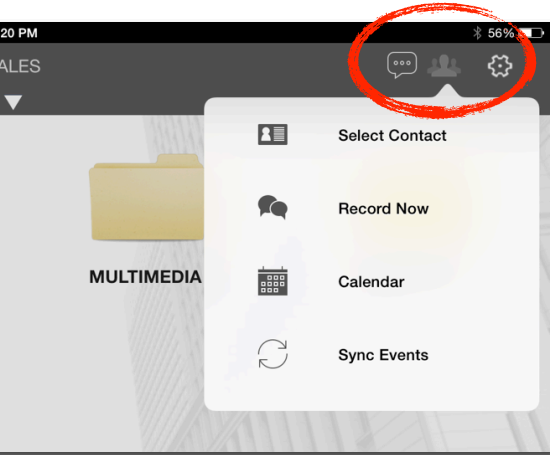 20 PM
56%
ALES
Select Contact
Record Now
MULTIMEDIA
Calendar
Sync Events